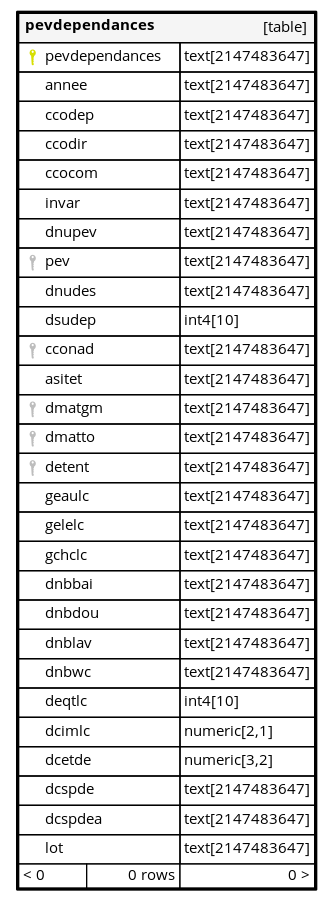 pevdependances [table]
pevdependances text[2147483647]
annee text[2147483647]
ccodep text[2147483647]
ccodir text[2147483647]
ccocom text[2147483647]
invar text[2147483647]
dnupev text[2147483647]
pev text[2147483647]
dnudes text[2147483647]
dsudep int4[10]
cconad text[2147483647]
asitet text[2147483647]
dmatgm text[2147483647]
dmatto text[2147483647]
detent text[2147483647]
geaulc text[2147483647]
gelelc text[2147483647]
gchclc text[2147483647]
dnbbai text[2147483647]
dnbdou text[2147483647]
dnblav text[2147483647]
dnbwc text[2147483647]
deqtlc int4[10]
dcimlc numeric[2,1]
dcetde numeric[3,2]
dcspde text[2147483647]
dcspdea text[2147483647]
lot text[2147483647]
< 0 0 rows 0 >